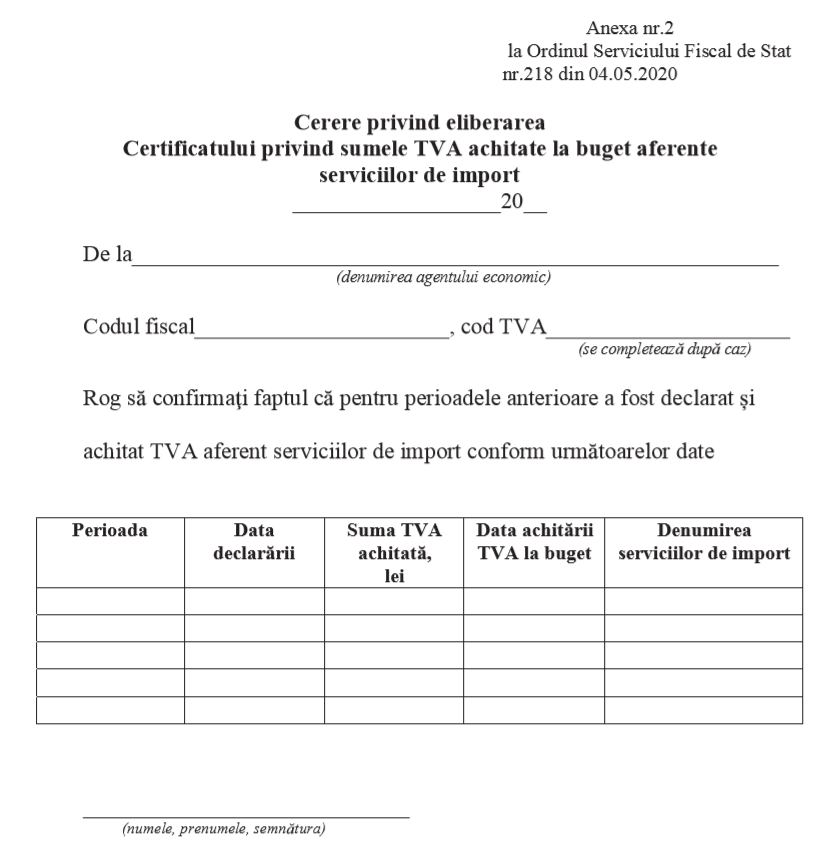 Anexa nr.2
la Ordinul Serviciului Fiscal de Stat
nr.218 din 04.05.2020
Cerere privind eliberarea
Certificatului privind sumele TVA achitate la buget aferente
serviciilor de import
___________________20__
De la___________________________________________________________
(denumirea agentului economic)
Codul fiscal_______________________, cod TVA______________________
(se completează după caz)
Rog să confirmaţi faptul că pentru perioadele anterioare a fost declarat și
achitat TVA aferent serviciilor de import conform următoarelor date
Perioada Data Suma TVA Data achitării Denumirea
declarării achitată, TVA la buget serviciilor de import
lei
______________________________
(numele, prenumele, semnătura)